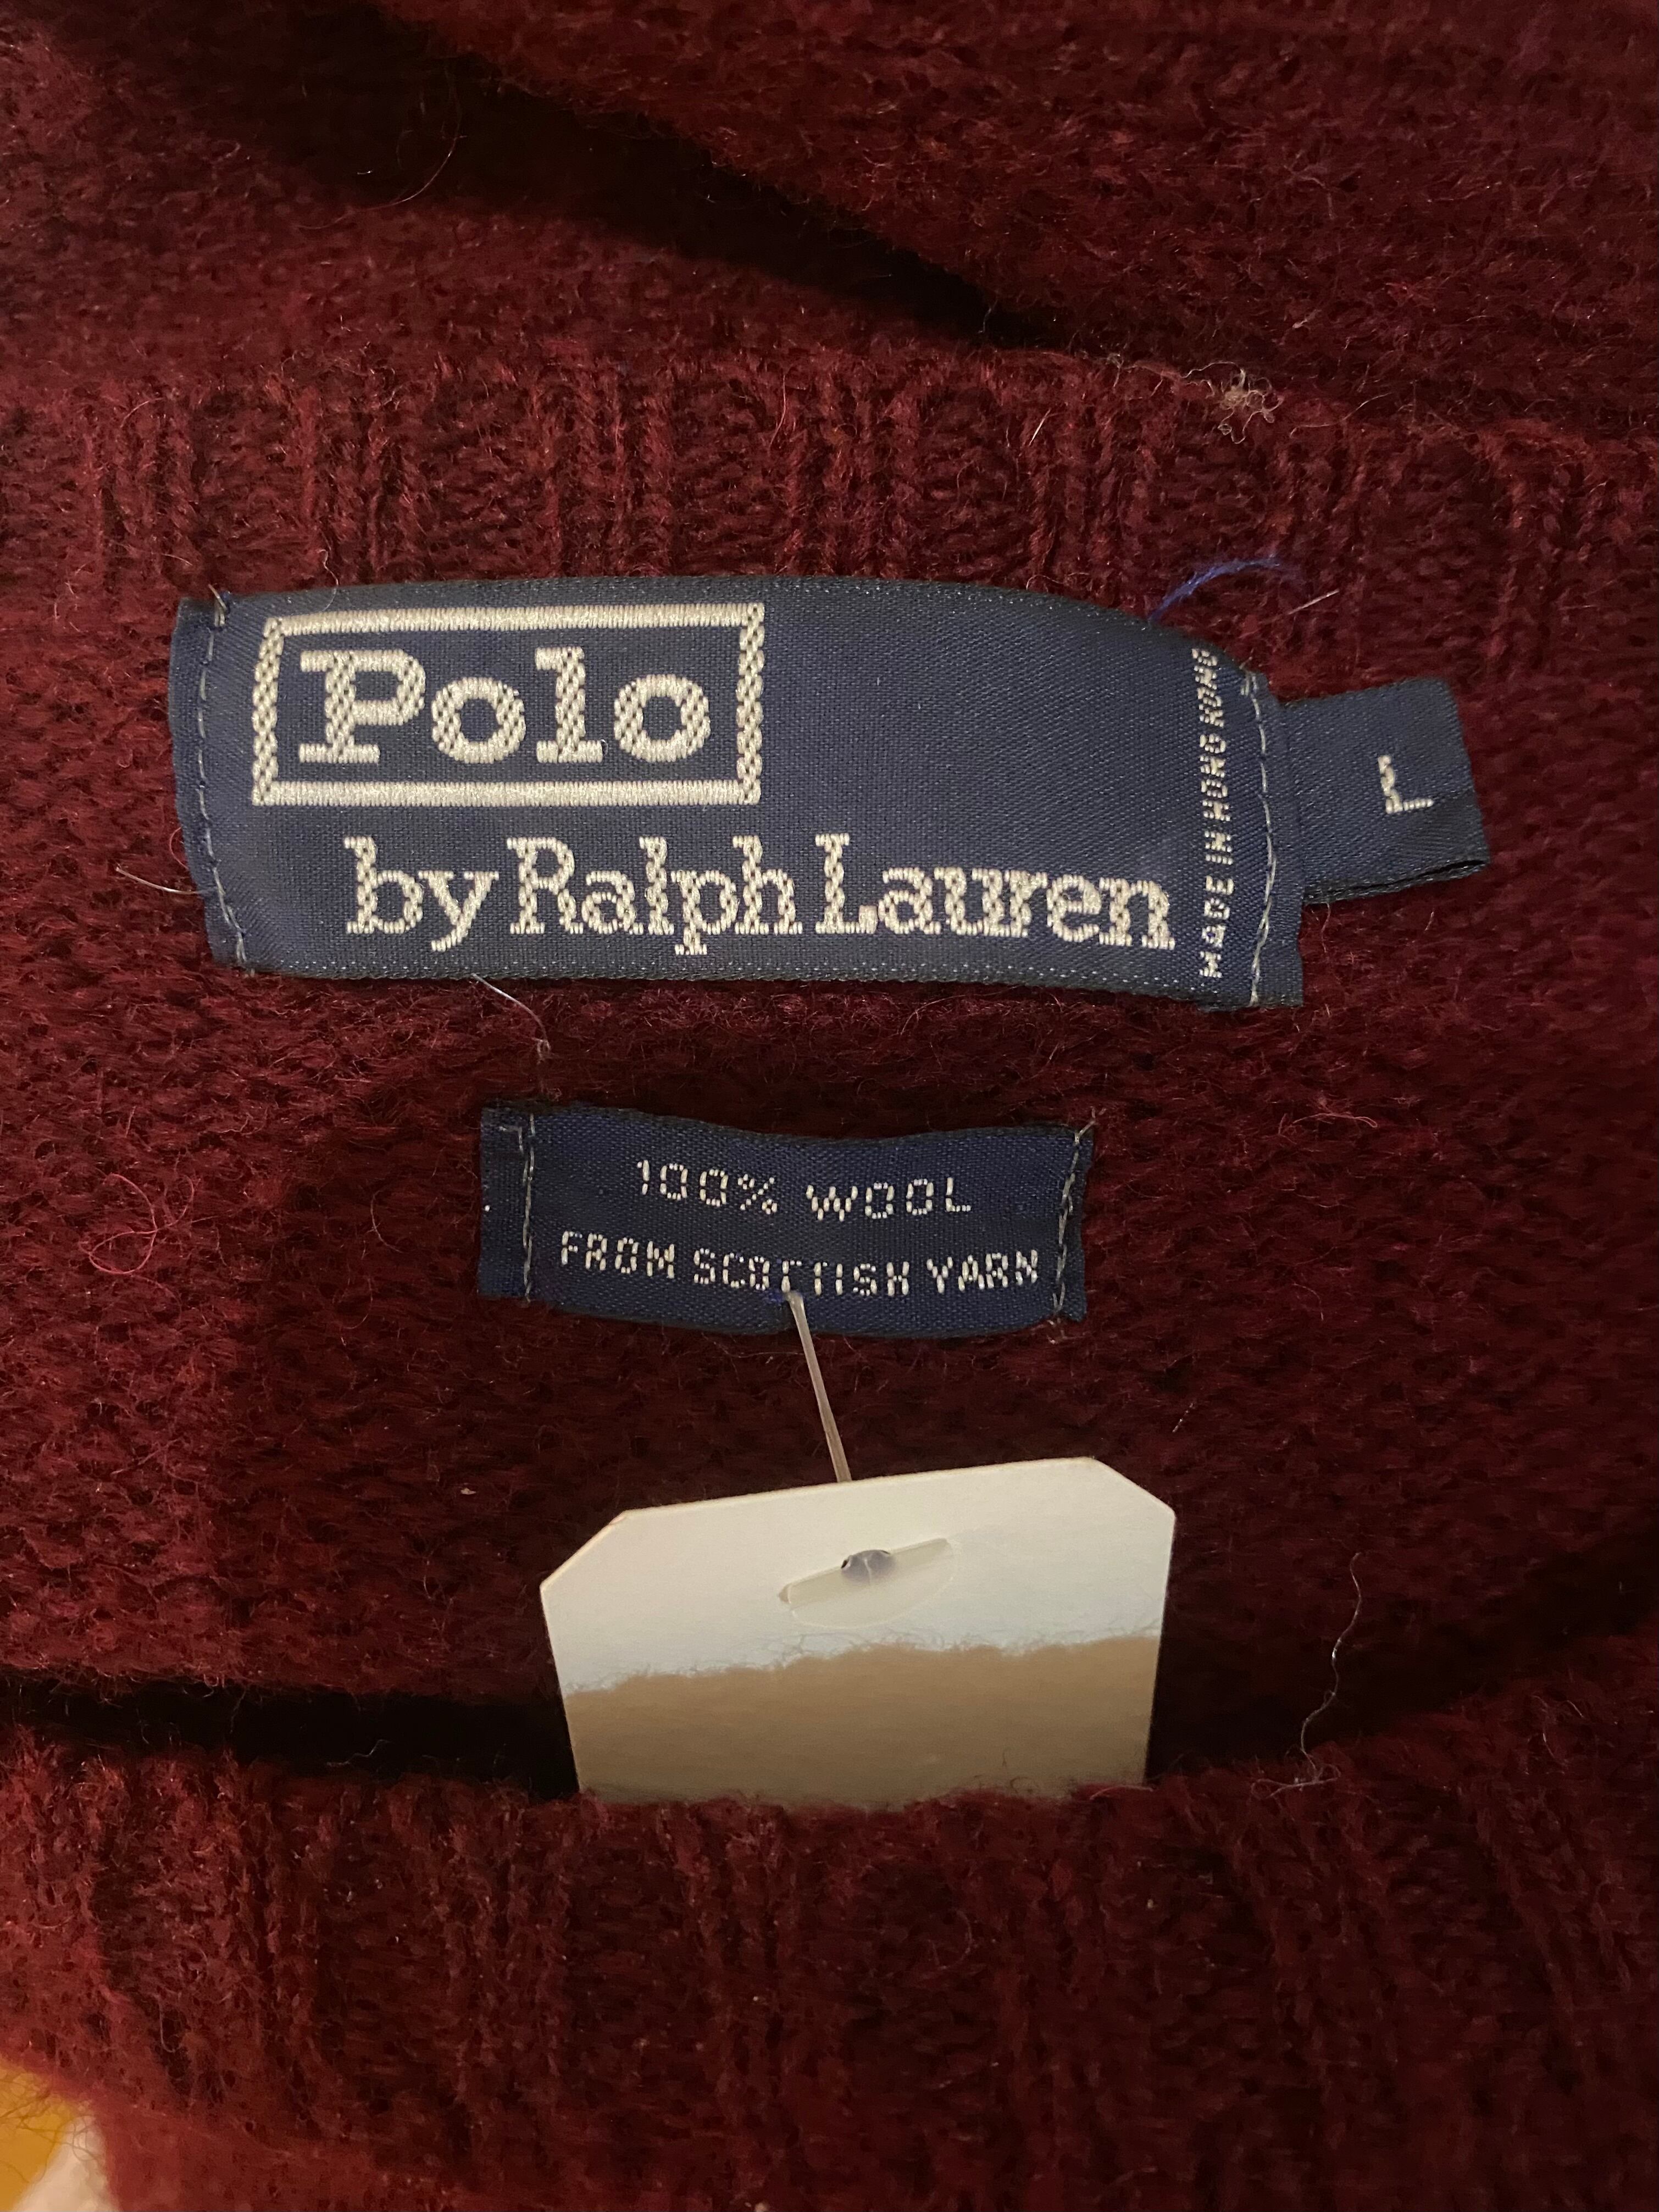 Polo
by Ralph Lauren
MADE IN HONG KONG
L
100% WOOL
FROM SCOTTISH YARN